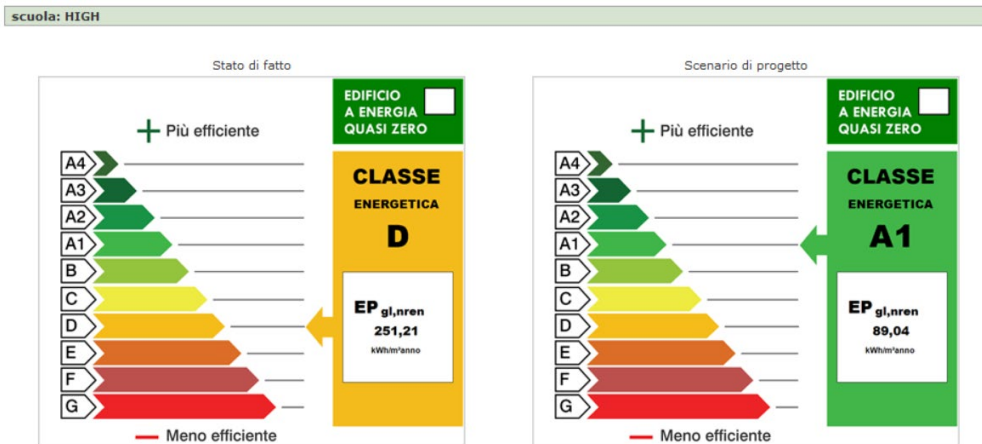 scuola: HIGH
Stato di fatto
EDIFICIO
A ENERGIA
QUASI ZERO
Più efficiente
A4
A3
A2
A1
B
C
D
E
F
G
CLASSE
ENERGETICA
D
EP gl,nren
251,21
kWh/m²anno
Meno efficiente
Scenario di progetto
EDIFICIO
A ENERGIA
QUASI ZERO
Più efficiente
A4
A3
A2
A1
B
C
D
E
F
G
CLASSE
ENERGETICA
A1
EP gl,nren
89,04
kWh/m²anno
Meno efficiente